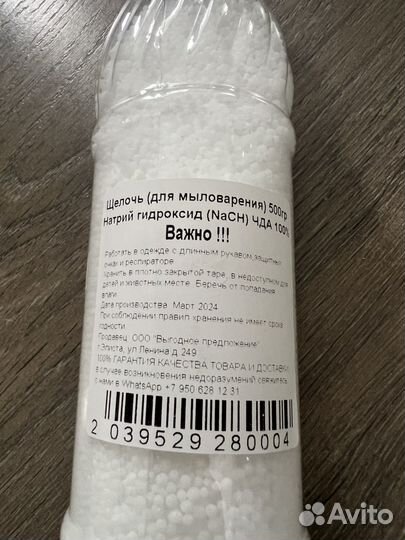 Щелочь (для мыловарения) 500гр
Натрий гидроксид (NaCH) ЧДА 100%
Важно !!!
Работать в одежде с длинным рукавом,защитных
очках и респираторе
Хранить в плотно закрытой таре, в недоступном для
детей и животных месте. Беречь от попадания
влаги
Дата производства Март 2024
При соблюдении правил хранения не имеет срока
годности
Продавец ООО "Выгодное предложение"
г.Элиста, ул Ленина д 249
100% ГАРАНТИЯ КАЧЕСТВА ТОВАРА И ДОСТАВКИ
в случае возникновения недоразумений свяжитесь
с нами в WhatsApp +7 950 628 12 31
2 039529 280004
Avito